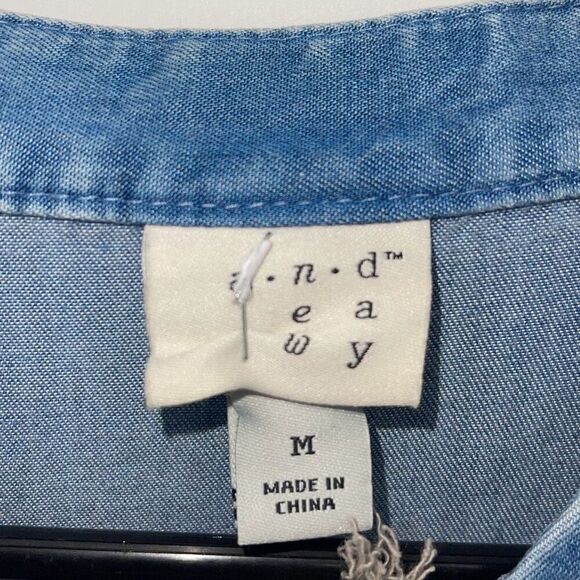 a · n · d™
e a
w y
M
MADE IN
CHINA